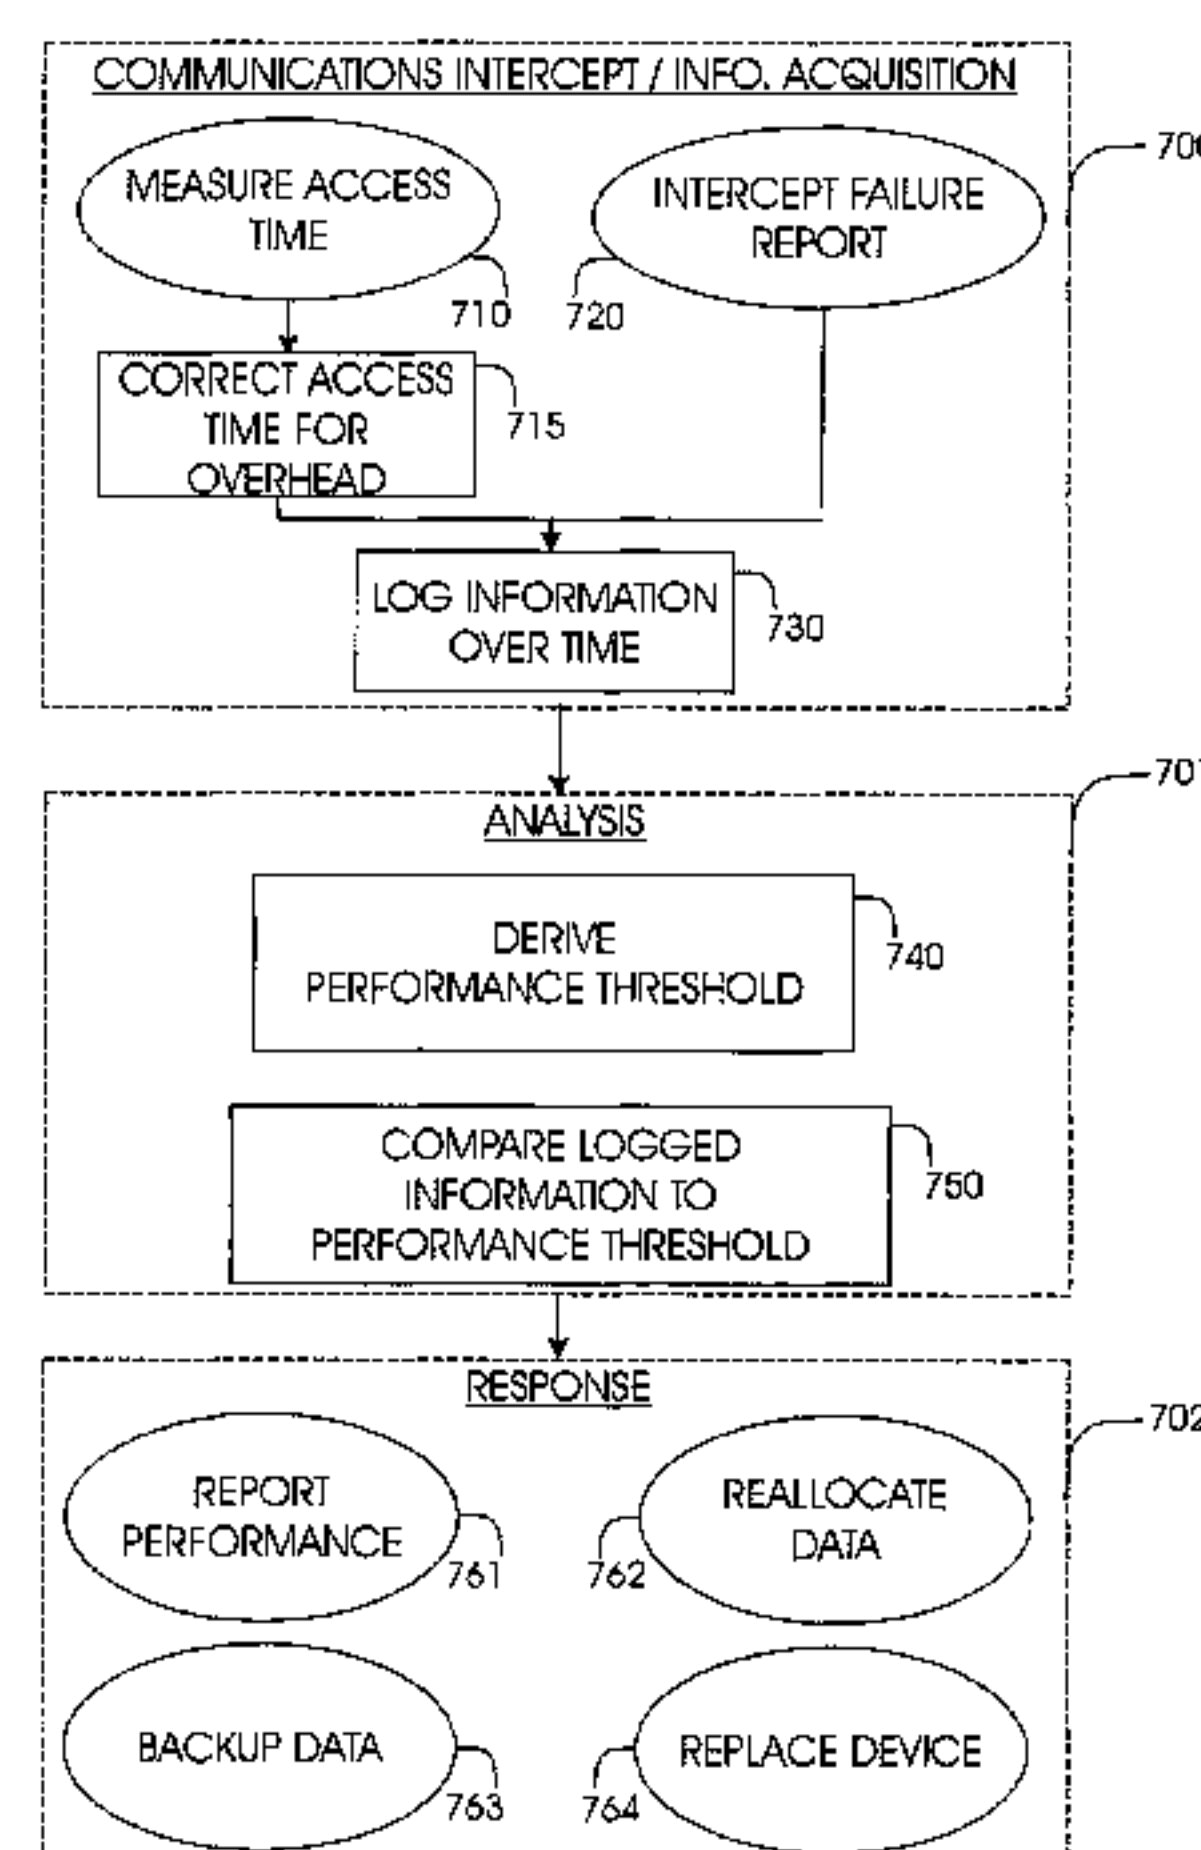 COMMUNICATIONS INTERCEPT / INFO. ACQUISITION
MEASURE ACCESS
TIME
710
INTERCEPT FAILURE
REPORT
720
CORRECT ACCESS
TIME FOR
OVERHEAD
715
LOG INFORMATION
OVER TIME
730
ANALYSIS
701
DERIVE
PERFORMANCE THRESHOLD
740
COMPARE LOGGED
INFORMATION TO
PERFORMANCE THRESHOLD
750
RESPONSE
702
REPORT
PERFORMANCE
761
REALLOCATE
DATA
762
BACKUP DATA
763
REPLACE DEVICE
764